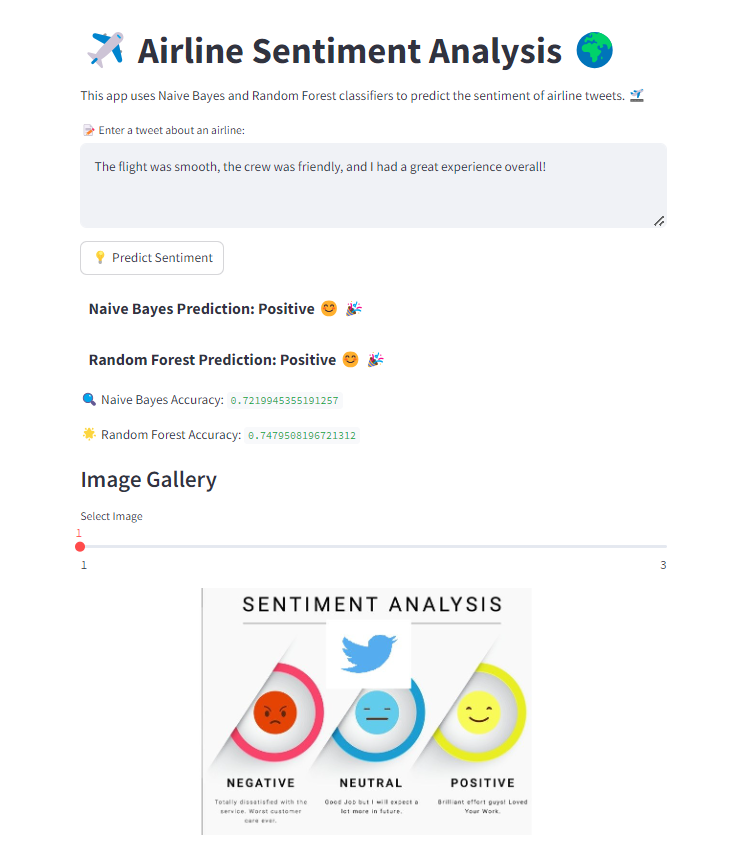 ✈️ Airline Sentiment Analysis 🌍
This app uses Naive Bayes and Random Forest classifiers to predict the sentiment of airline tweets. 🛫
📝 Enter a tweet about an airline:
The flight was smooth, the crew was friendly, and I had a great experience overall!
💡 Predict Sentiment
Naive Bayes Prediction: Positive 😊 🎉
Random Forest Prediction: Positive 😊 🎉
🔍 Naive Bayes Accuracy: 0.7219945355191257
🌟 Random Forest Accuracy: 0.7479508196721312
Image Gallery
Select Image
1
1 3
SENTIMENT ANALYSIS
NEGATIVE NEUTRAL POSITIVE
Totally dissatisfied with the Good Job but I will expect a Brilliant effort guys! Loved
service. Worst customer lot more in future. Your Work.
care ever.